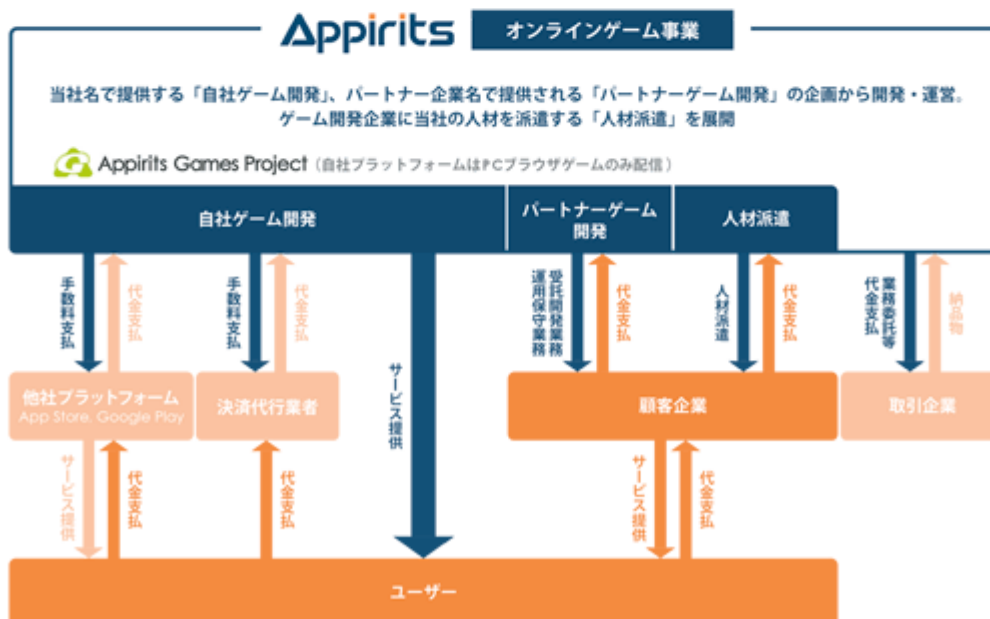 Appirits
オンラインゲーム事業
当社名で提供する「自社ゲーム開発」、パートナー企業名で提供される「パートナーゲーム開発」の企画から開発・運営。
ゲーム開発企業に当社の人材を派遣する「人材派遣」を展開
Appirits Games Project（自社プラットフォームはPCブラウザゲームのみ配信）
自社ゲーム開発
パートナーゲーム
開発
人材派遣
手数料支払
代金支払
手数料支払
代金支払
サービス提供
受託開発業務
運用保守業務
代金支払
人材派遣
代金支払
業務委託等
代金支払
納品物
他社プラットフォーム
App Store, Google Play
決済代行業者
顧客企業
取引企業
サービス提供
代金支払
代金支払
サービス提供
代金支払
ユーザー